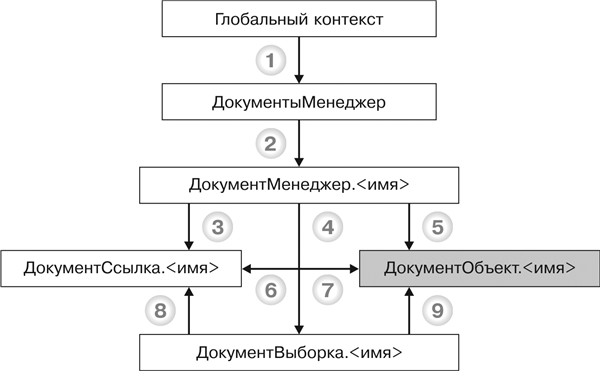 Глобальный контекст
1
ДокументыМенеджер
2
ДокументМенеджер.<имя>
3
4
5
ДокументСсылка.<имя>
ДокументОбъект.<имя>
6
7
8
9
ДокументВыборка.<имя>